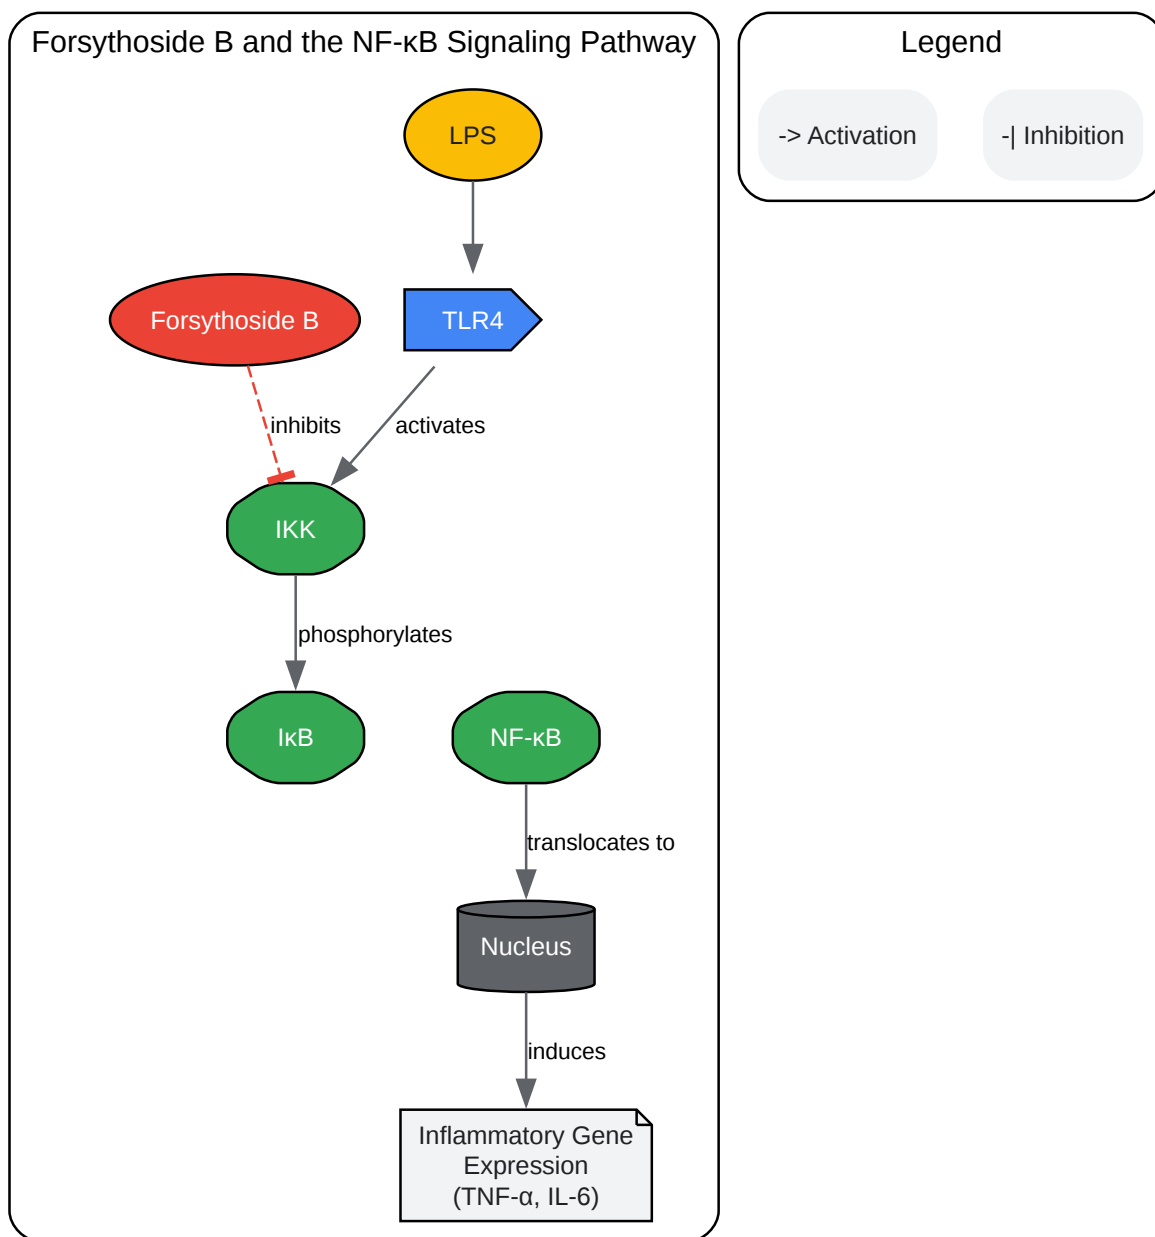 Forsythoside B and the NF-κB Signaling Pathway
Legend
LPS
-> Activation
-| Inhibition
Forsythoside B
TLR4
inhibits
activates
IKK
phosphorylates
IκB
NF-κB
translocates to
Nucleus
induces
Inflammatory Gene
Expression
(TNF-α, IL-6)